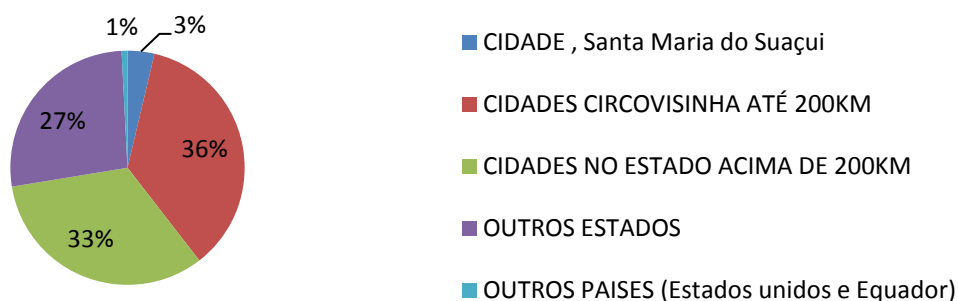 1%
3%
27%
36%
33%
CIDADE , Santa Maria do Suaçui
CIDADES CIRCOVISINHA ATÉ 200KM
CIDADES NO ESTADO ACIMA DE 200KM
OUTROS ESTADOS
OUTROS PAISES (Estados unidos e Equador)